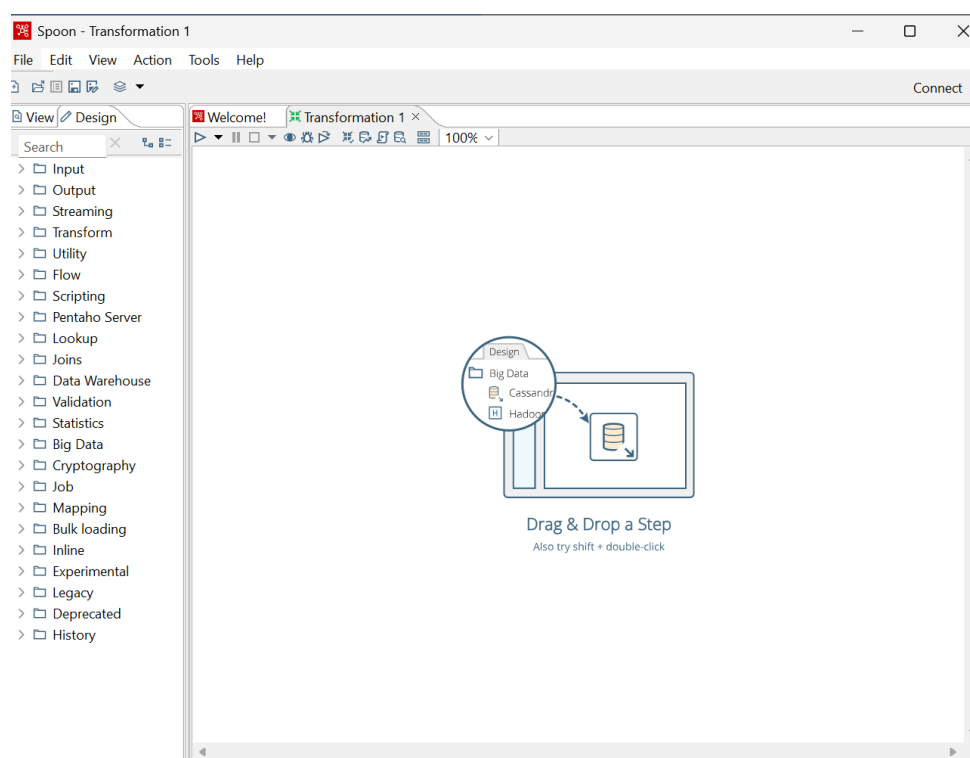 Spoon - Transformation 1
File Edit View Action Tools Help
Connect
View Design
Welcome! Transformation 1
Search
100%
Input
Output
Streaming
Transform
Utility
Flow
Scripting
Pentaho Server
Lookup
Joins
Data Warehouse
Validation
Statistics
Big Data
Cryptography
Job
Mapping
Bulk loading
Inline
Experimental
Legacy
Deprecated
History
Design
Big Data
Cassandr
H Hadoop
Drag & Drop a Step
Also try shift + double-click